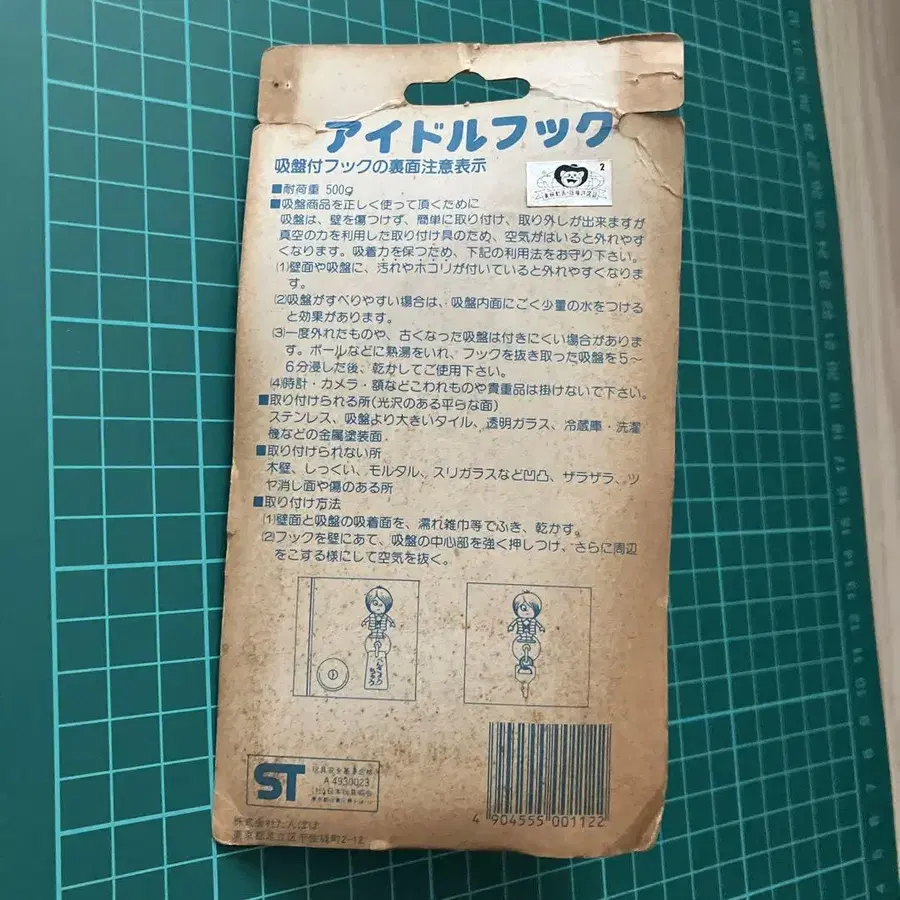 アイドルフック
吸盤付フックの裏面注意表示
2
■耐荷重 500g
■吸盤商品を正しく使って頂くために
吸盤は、壁を傷つけず、簡単に取り付け、取り外しが出来ますが
真空の力を利用した取り付け具のため、空気がはいると外れやす
くなります。吸着力を保つため、下記の利用法をお守り下さい。
(1)壁面や吸盤に、汚れやホコリが付いていると外れやすくなりま
す。
(2)吸盤がすべりやすい場合は、吸盤内面にごく少量の水をつける
と効果があります。
(3)一度外れたものや、古くなった吸盤は付きにくい場合がありま
す。ボールなどに熱湯をいれ、フックを抜き取った吸盤を5〜
6分浸した後、乾かしてご使用下さい。
(4)時計・カメラ・額などこわれものや貴重品は掛けないで下さい。
■取り付けられる所(光沢のある平らな面)
ステンレス、吸盤より大きいタイル、透明ガラス、冷蔵庫・洗濯
機などの金属塗装面
■取り付けられない所
木壁、しっくい、モルタル、スリガラスなど凹凸、ザラザラ、ツ
ヤ消し面や傷のある所
■取り付け方法
(1)壁面と吸盤の吸着面を、濡れ雑巾等でふき、乾かす。
(2)フックを壁にあて、吸盤の中心部を強く押しつけ、さらに周辺
をこする様にして空気を抜く。
ST
A 4930023
4 904555 001122
株式会社たんぽぽ
東京都足立区千住緑町2-12